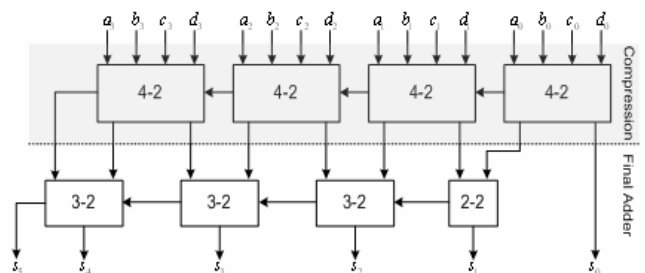 a₃ b₃ c₃ d₃ a₂ b₂ c₂ d₂ a₁ b₁ c₁ d₁ a₀ b₀ c₀ d₀
4-2 4-2 4-2 4-2
Compression
Final Adder
3-2 3-2 3-2 2-2
s₅ s₄ s₃ s₂ s₁ s₀